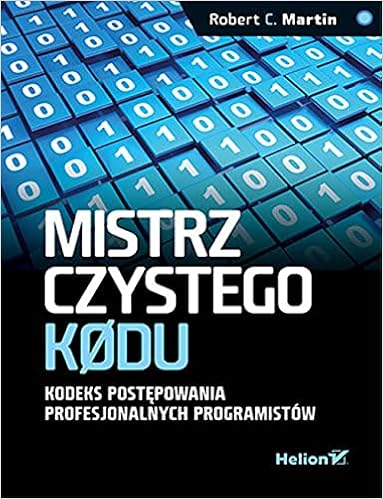 Robert C. Martin
MISTRZ
CZYSTEGO
KØDU
KODEKS POSTĘPOWANIA
PROFESJONALNYCH PROGRAMISTÓW
Helion